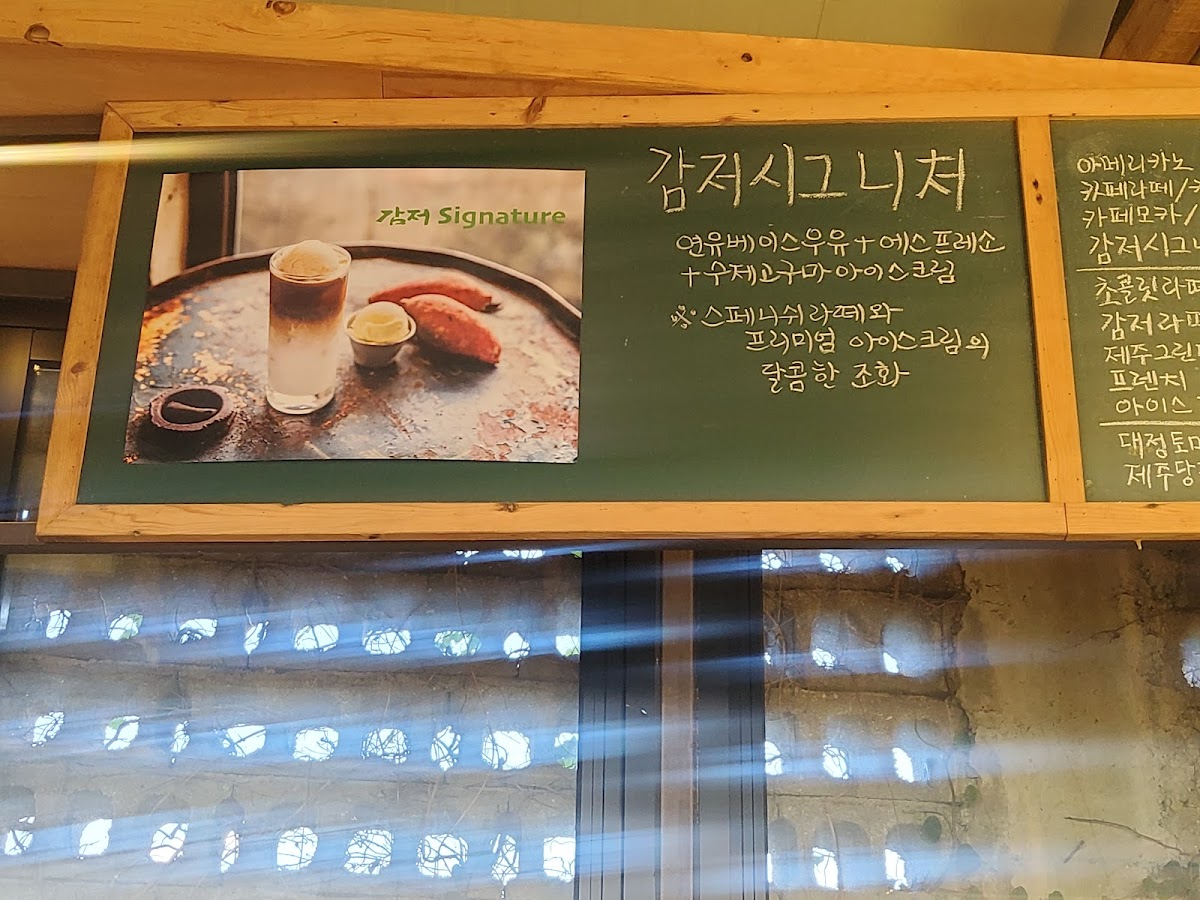 감저 Signature
감저시그니처
연유베이스우유+에스프레소
+수제고구마아이스크림
※ 스페니쉬라떼와
프리미엄 아이스크림의
달콤한 조화
아메리카노
카페라떼/
카페모카/
감저시그니
초콜릿라떼
감저라떼
제주그린
프렌치
아이스
대정토마
제주당